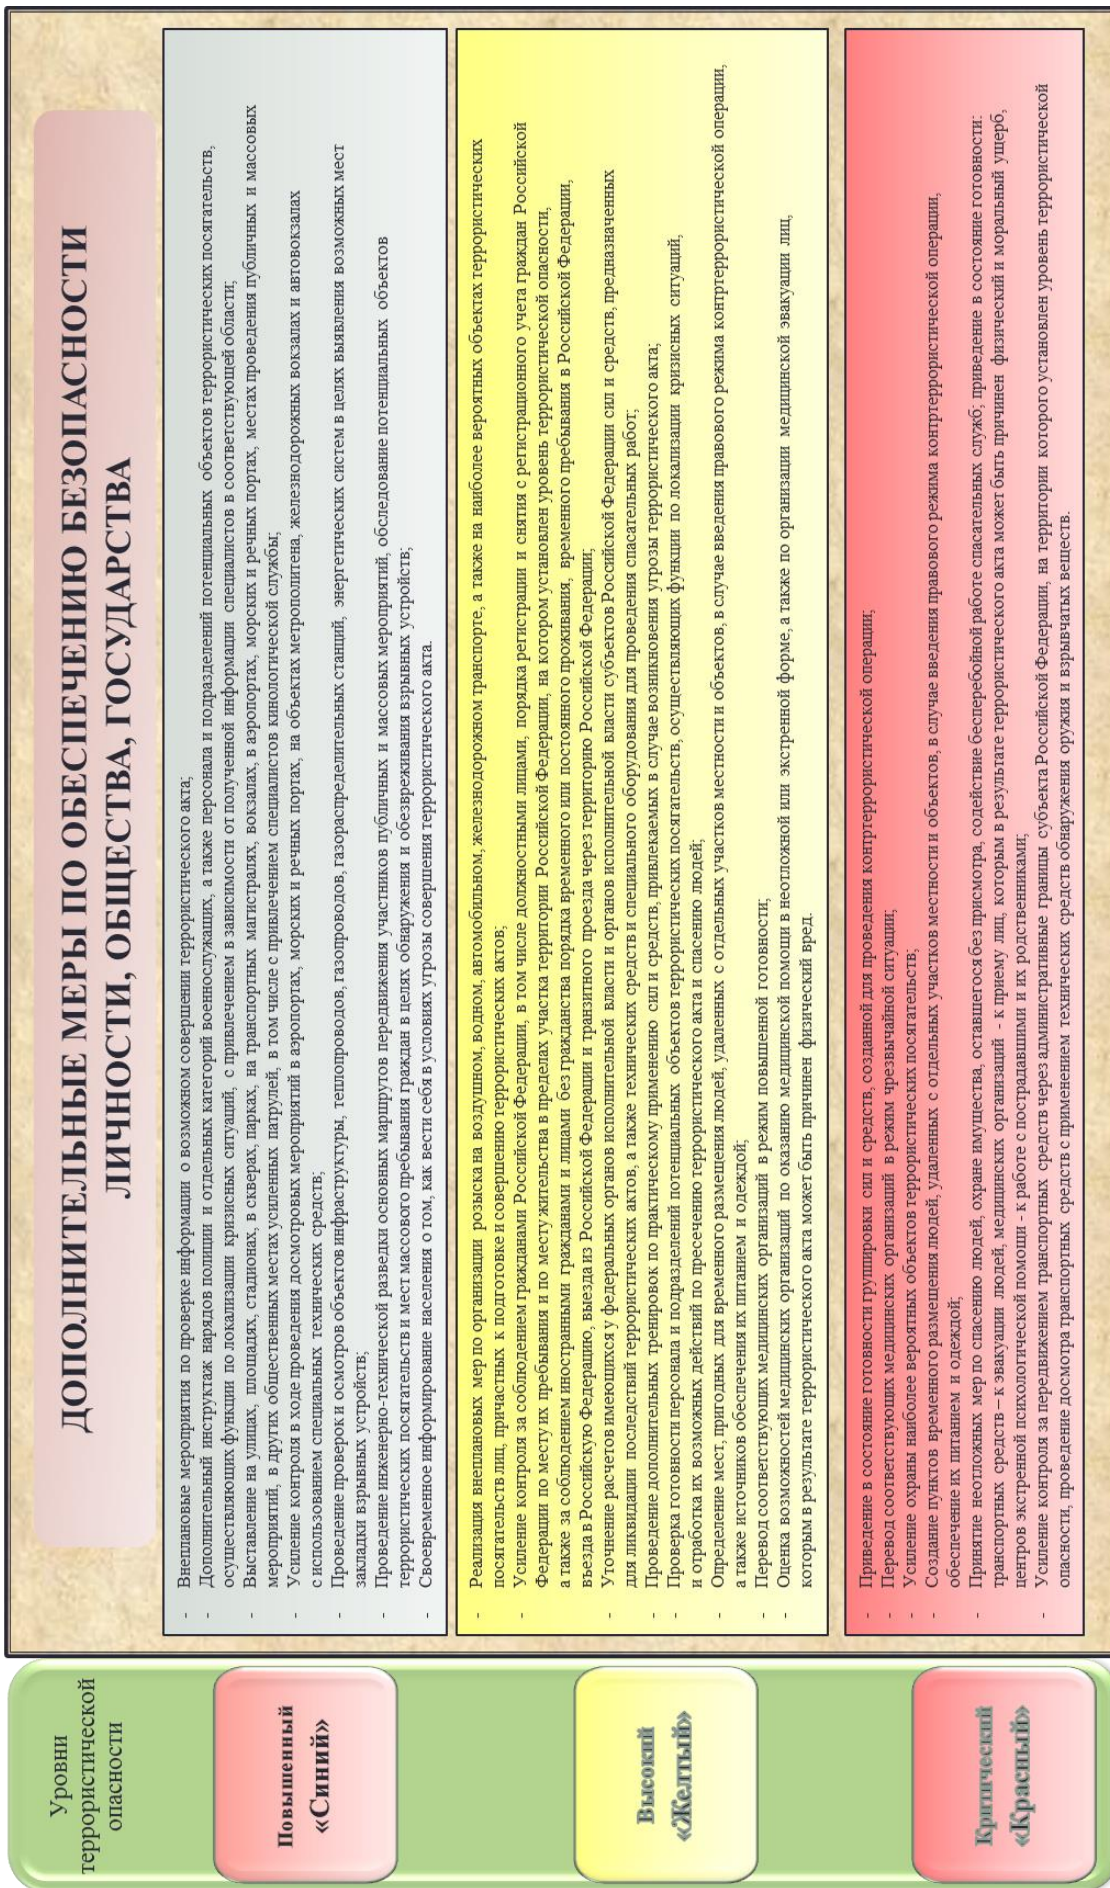 ДОПОЛНИТЕЛЬНЫЕ МЕРЫ ПО ОБЕСПЕЧЕНИЮ БЕЗОПАСНОСТИ
ЛИЧНОСТИ, ОБЩЕСТВА, ГОСУДАРСТВА
Уровни
террористической
опасности
Повышенный
«Синий»
- Внеплановые мероприятия по проверке информации о возможном совершении террористического акта;
- Дополнительный инструктаж нарядов полиции и отдельных категорий военнослужащих, а также персонала и подразделений потенциальных объектов террористических посягательств,
осуществляющих функции по локализации кризисных ситуаций, с привлечением в зависимости от полученной информации специалистов в соответствующей области;
- Выставление на улицах, площадях, стадионах, в скверах, парках, на транспортных магистралях, вокзалах, в аэропортах, морских и речных портах, местах проведения публичных и массовых
мероприятий, в других общественных местах усиленных патрулей, в том числе с привлечением специалистов кинологической службы;
- Усиление контроля в ходе проведения досмотровых мероприятий в аэропортах, морских и речных портах, на объектах метрополитена, железнодорожных вокзалах и автовокзалах
с использованием специальных технических средств;
- Проведение проверок и осмотров объектов инфраструктуры, теплопроводов, газопроводов, газораспределительных станций, энергетических систем в целях выявления возможных мест
закладки взрывных устройств;
- Проведение инженерно-технической разведки основных маршрутов передвижения участников публичных и массовых мероприятий, обследование потенциальных объектов
террористических посягательств и мест массового пребывания граждан в целях обнаружения и обезвреживания взрывных устройств;
- Своевременное информирование населения о том, как вести себя в условиях угрозы совершения террористического акта.
Высокий
«Желтый»
- Реализация внеплановых мер по организации розыска на воздушном, водном, автомобильном, железнодорожном транспорте, а также на наиболее вероятных объектах террористических
посягательств лиц, причастных к подготовке и совершению террористических актов;
- Усиление контроля за соблюдением гражданами Российской Федерации, в том числе должностными лицами, порядка регистрации и снятия с регистрационного учета граждан Российской
Федерации по месту их пребывания и по месту жительства в пределах участка территории Российской Федерации, на котором установлен уровень террористической опасности,
а также за соблюдением иностранными гражданами и лицами без гражданства порядка временного или постоянного проживания, временного пребывания в Российской Федерации,
въезда в Российскую Федерацию, выезда из Российской Федерации и транзитного проезда через территорию Российской Федерации;
- Уточнение расчетов имеющихся у федеральных органов исполнительной власти и органов исполнительной власти субъектов Российской Федерации сил и средств, предназначенных
для ликвидации последствий террористических актов, а также технических средств и специального оборудования для проведения спасательных работ;
- Проведение дополнительных тренировок по практическому применению сил и средств, привлекаемых в случае возникновения угрозы террористического акта;
- Проверка готовности персонала и подразделений потенциальных объектов террористических посягательств, осуществляющих функции по локализации кризисных ситуаций,
и отработка их возможных действий по пресечению террористического акта и спасению людей;
- Определение мест, пригодных для временного размещения людей, удаленных с отдельных участков местности и объектов, в случае введения правового режима контртеррористической операции,
а также источников обеспечения их питанием и одеждой;
- Перевод соответствующих медицинских организаций в режим повышенной готовности;
- Оценка возможностей медицинских организаций по оказанию медицинской помощи в неотложной или экстренной форме, а также по организации медицинской эвакуации лиц,
которым в результате террористического акта может быть причинен физический вред.
Критический
«Красный»
- Приведение в состояние готовности группировки сил и средств, созданной для проведения контртеррористической операции;
- Перевод соответствующих медицинских организаций в режим чрезвычайной ситуации;
- Усиление охраны наиболее вероятных объектов террористических посягательств;
- Создание пунктов временного размещения людей, удаленных с отдельных участков местности и объектов, в случае введения правового режима контртеррористической операции,
обеспечение их питанием и одеждой;
- Принятие неотложных мер по спасению людей, охране имущества, оставшегося без присмотра, содействие бесперебойной работе спасательных служб; приведение в состояние готовности:
транспортных средств – к эвакуации людей, медицинских организаций - к приему лиц, которым в результате террористического акта может быть причинен физический и моральный ущерб,
центров экстренной психологической помощи - к работе с пострадавшими и их родственниками;
- Усиление контроля за передвижением транспортных средств через административные границы субъекта Российской Федерации, на территории которого установлен уровень террористической
опасности, проведение досмотра транспортных средств с применением технических средств обнаружения оружия и взрывчатых веществ.